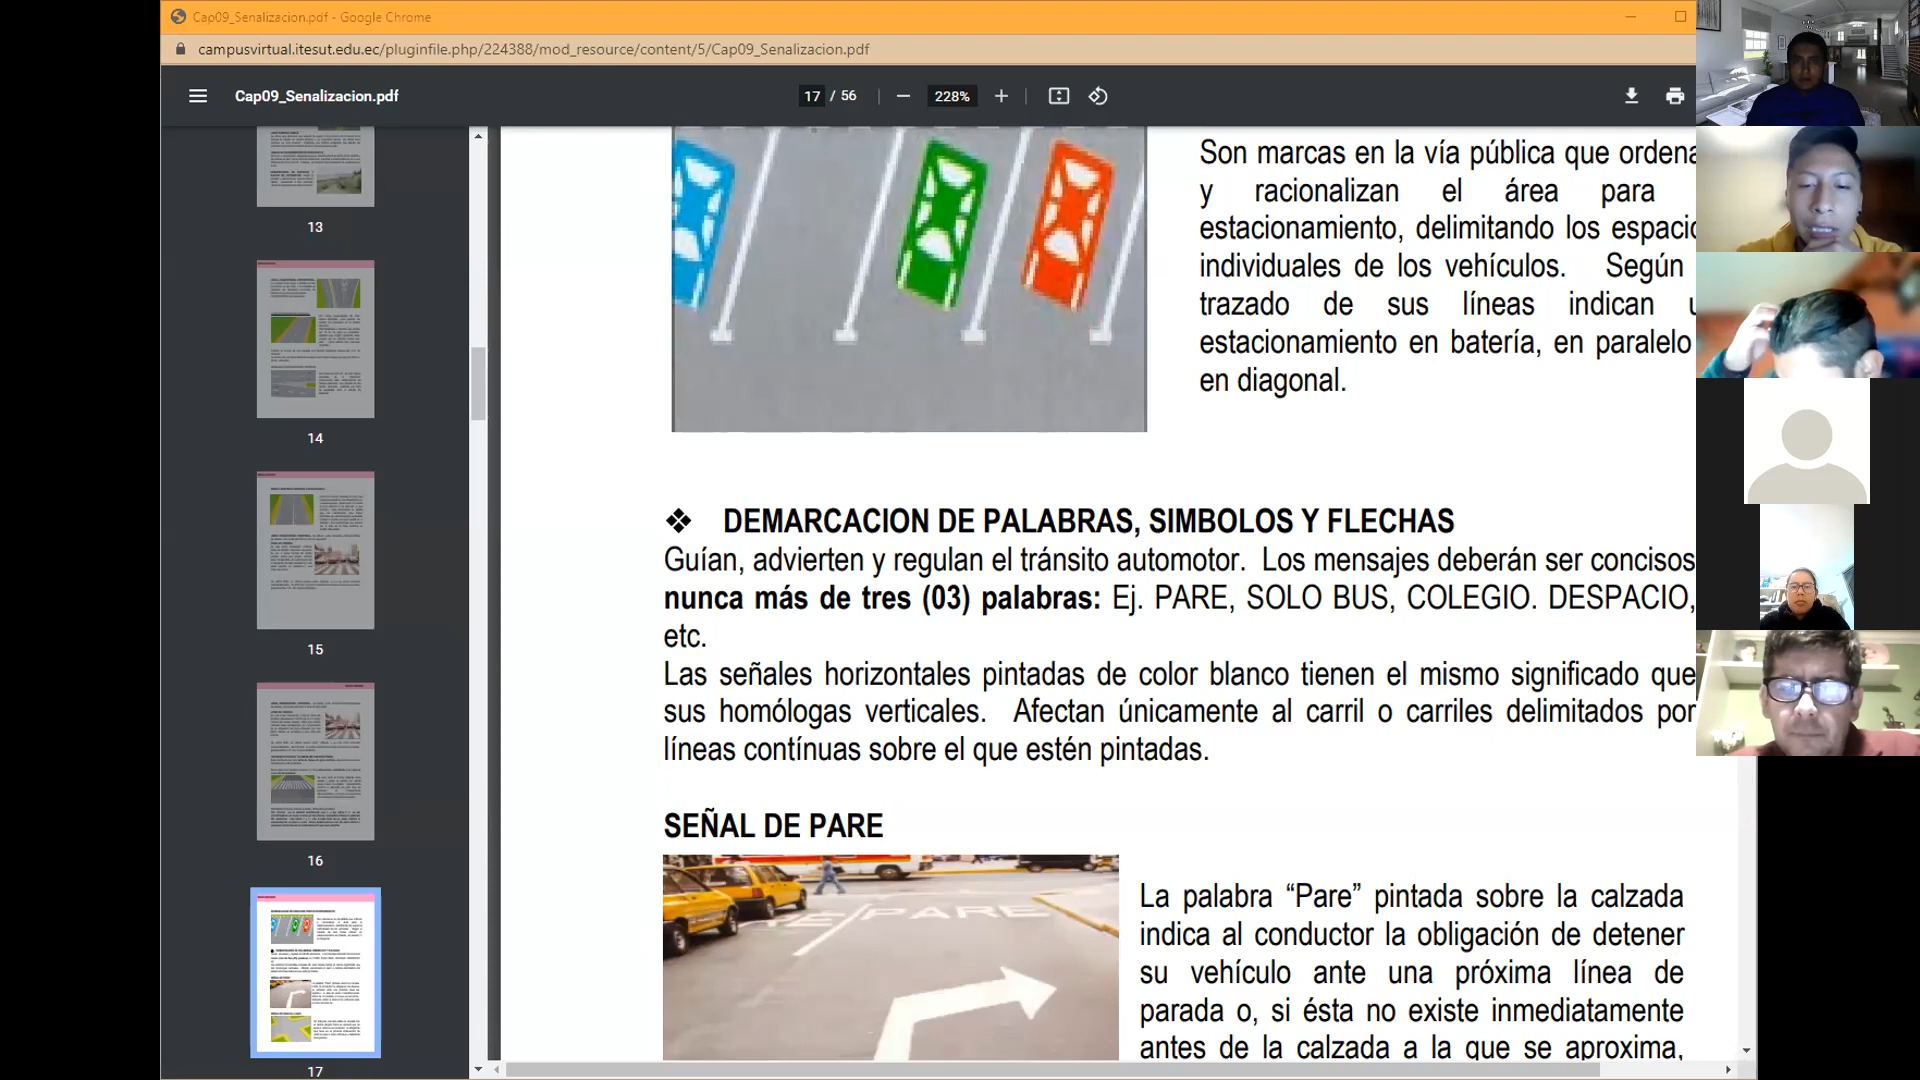 Cap09_Senalizacion.pdf - Google Chrome
campusvirtual.itesut.edu.ec/pluginfile.php/224388/mod_resource/content/5/Cap09_Senalizacion.pdf
Cap09_Senalizacion.pdf
17 / 56
228%
13
14
15
16
17
Son marcas en la vía pública que ordena
y racionalizan el área para
estacionamiento, delimitando los espacio
individuales de los vehículos. Según
trazado de sus líneas indican u
estacionamiento en batería, en paralelo
en diagonal.
❖ DEMARCACION DE PALABRAS, SIMBOLOS Y FLECHAS
Guían, advierten y regulan el tránsito automotor. Los mensajes deberán ser concisos
nunca más de tres (03) palabras: Ej. PARE, SOLO BUS, COLEGIO. DESPACIO,
etc.
Las señales horizontales pintadas de color blanco tienen el mismo significado que
sus homólogas verticales. Afectan únicamente al carril o carriles delimitados por
líneas contínuas sobre el que estén pintadas.
SEÑAL DE PARE
PARE
La palabra “Pare” pintada sobre la calzada
indica al conductor la obligación de detener
su vehículo ante una próxima línea de
parada o, si ésta no existe inmediatamente
antes de la calzada a la que se aproxima,